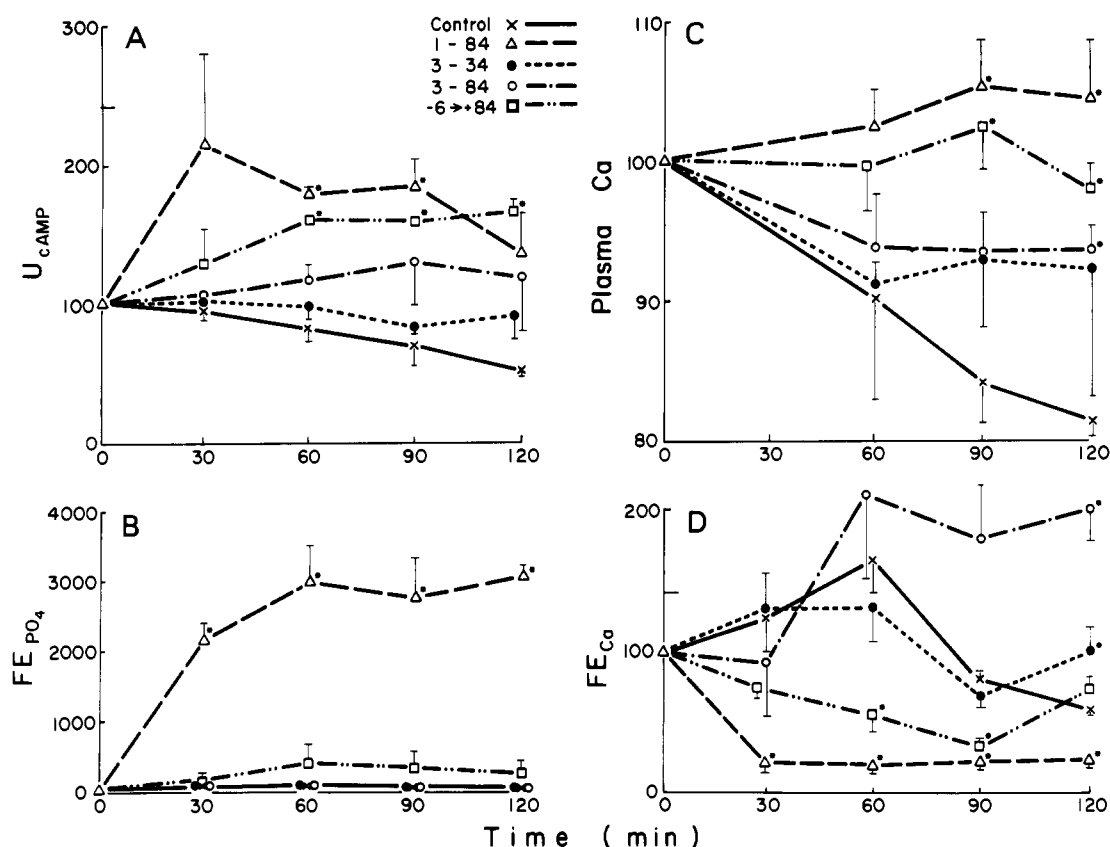 A
300
200
100
0
U cAMP
0 30 60 90 120
Control
1 - 84
3 - 34
3 - 84
-6→+84
C
110
100
90
80
Plasma Ca
0 30 60 90 120
B
4000
3000
2000
1000
0
FE PO4
0 30 60 90 120
D
200
100
0
FE Ca
0 30 60 90 120
Time (min)